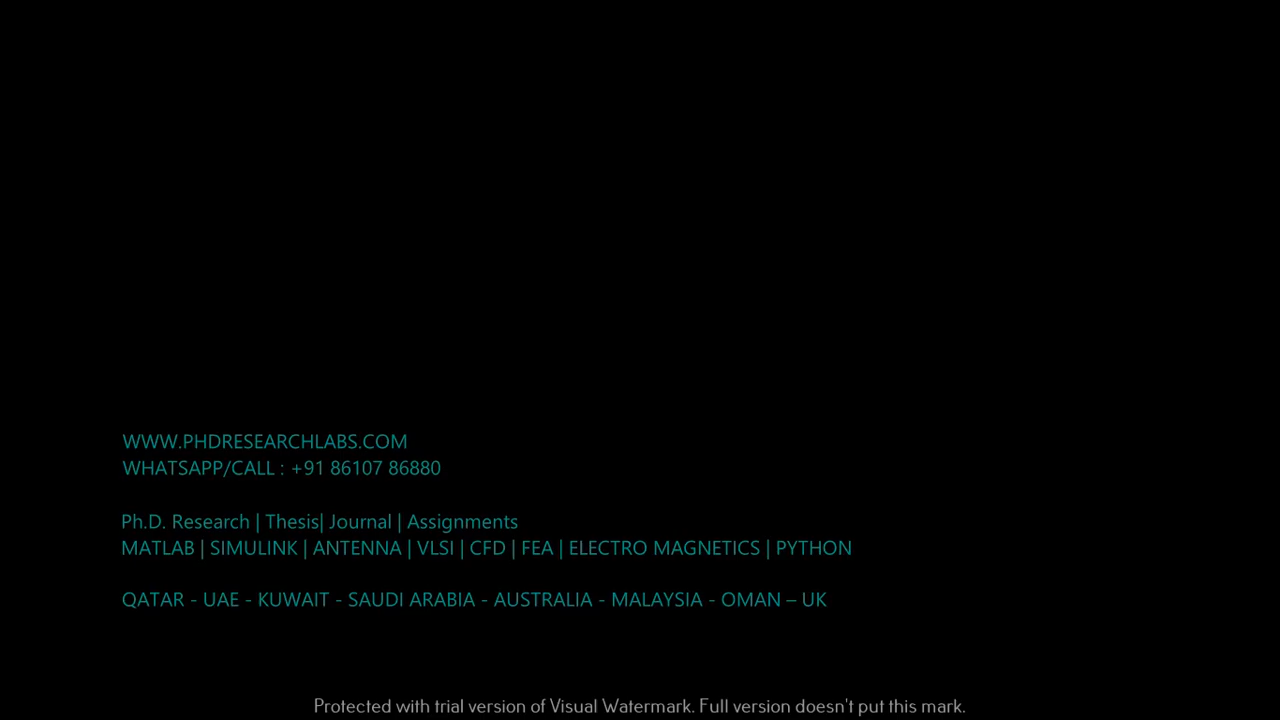 WWW.PHDRESEARCHLABS.COM
WHATSAPP/CALL : +91 86107 86880
Ph.D. Research | Thesis| Journal | Assignments
MATLAB | SIMULINK | ANTENNA | VLSI | CFD | FEA | ELECTRO MAGNETICS | PYTHON
QATAR - UAE - KUWAIT - SAUDI ARABIA - AUSTRALIA - MALAYSIA - OMAN – UK
Protected with trial version of Visual Watermark. Full version doesn't put this mark.